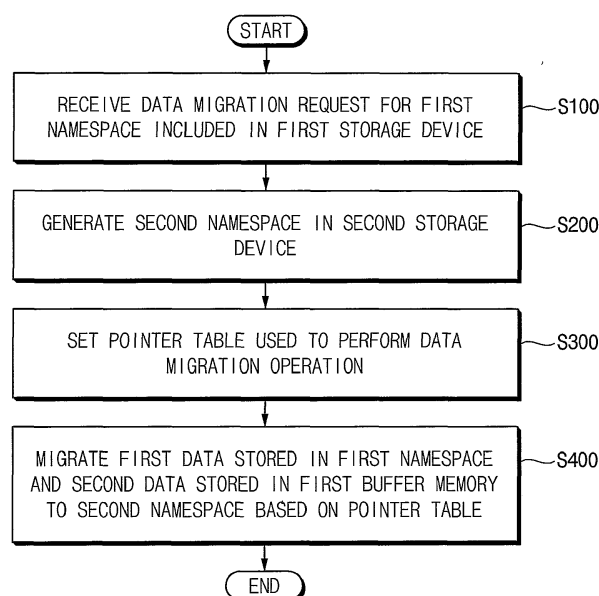 START
RECEIVE DATA MIGRATION REQUEST FOR FIRST
NAMESPACE INCLUDED IN FIRST STORAGE DEVICE
S100
GENERATE SECOND NAMESPACE IN SECOND STORAGE
DEVICE
S200
SET POINTER TABLE USED TO PERFORM DATA
MIGRATION OPERATION
S300
MIGRATE FIRST DATA STORED IN FIRST NAMESPACE
AND SECOND DATA STORED IN FIRST BUFFER MEMORY
TO SECOND NAMESPACE BASED ON POINTER TABLE
S400
END